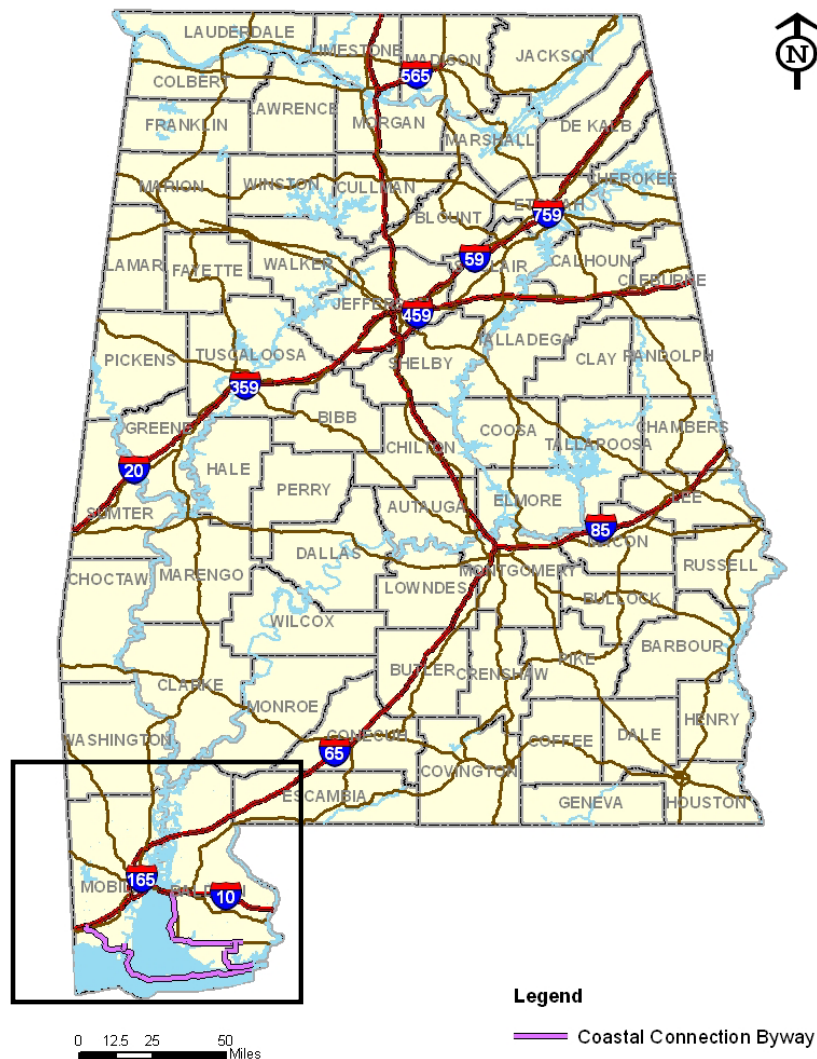 N
LAUDERDALE
LIMESTONE
MADISON
JACKSON
565
COLBERT
LAWRENCE
FRANKLIN
MORGAN
MARSHALL
DE KALB
MARION
WINSTON
CULLMAN
CHEROKEE
ETOWAH
759
BLOUNT
59
LAMAR
FAYETTE
WALKER
CALHOUN
CLEBURNE
459
TALLADEGA
PICKENS
TUSCALOOSA
SHELBY
CLAY
RANDOLPH
359
BIBB
GREENE
CHILTON
COOSA
TALLAROOSA
CHAMBERS
20
HALE
PERRY
AUTAUGA
ELMORE
LEE
SUMTER
85
DALLAS
CHOCTAW
MARENGO
MONTGOMERY
RUSSELL
LOWNDES
BULLOCK
WILCOX
BARBOUR
BUTLER
CRENSHAW
PIKE
CLARKE
MONROE
HENRY
WASHINGTON
CONECUH
65
COFFEE
DALE
COVINGTON
ESCAMBIA
GENEVA
HOUSTON
165
10
Legend
0 12.5 25 50
Miles
Coastal Connection Byway